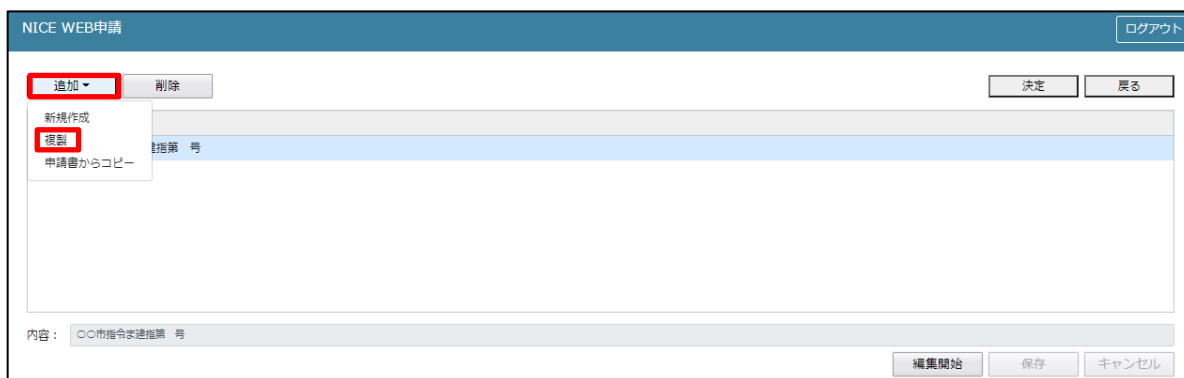 NICE WEB申請
ログアウト
追加
削除
決定
戻る
新規作成
複製
建指第 号
申請書からコピー
内容: 〇〇市指令ま建指第 号
編集開始
保存
キャンセル